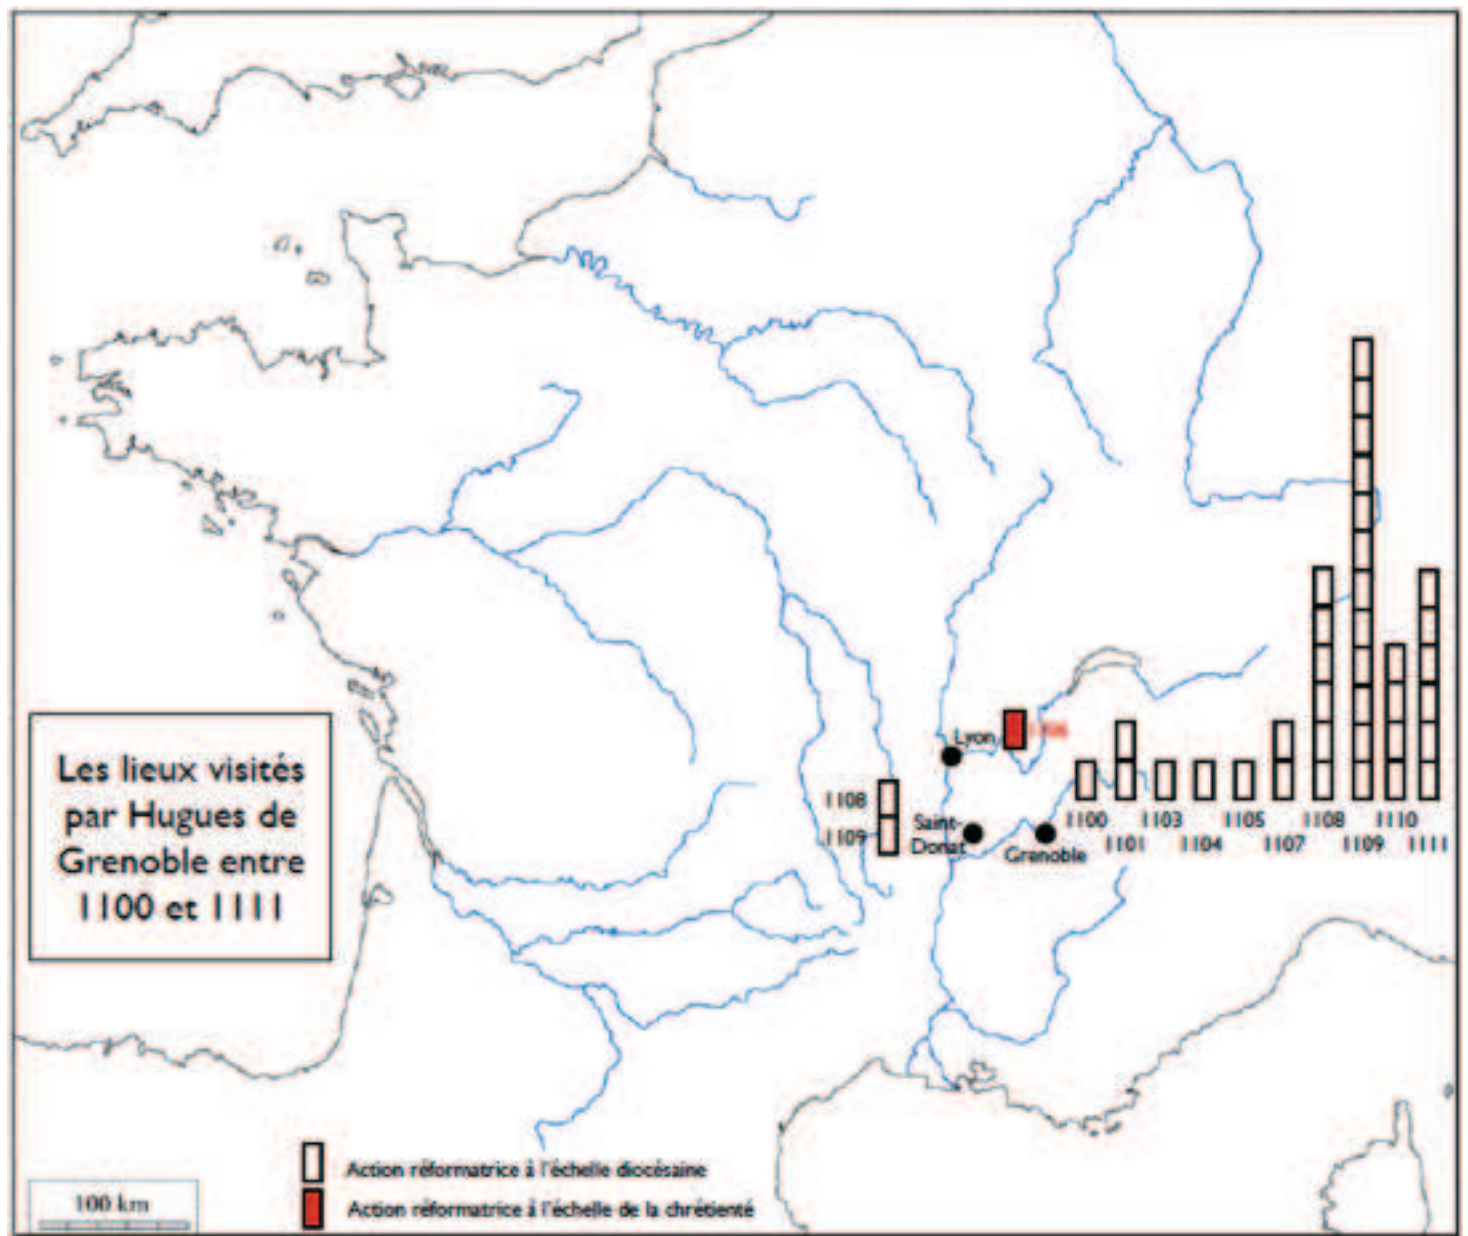 Les lieux visités
par Hugues de
Grenoble entre
1100 et 1111
Lyon
1108
1109
Saint-
Donat
Grenoble
1100
1101
1103
1104
1105
1107
1108
1109
1110
1111
Action réformatrice à l'échelle diocésaine
Action réformatrice à l'échelle de la chrétienté
100 km